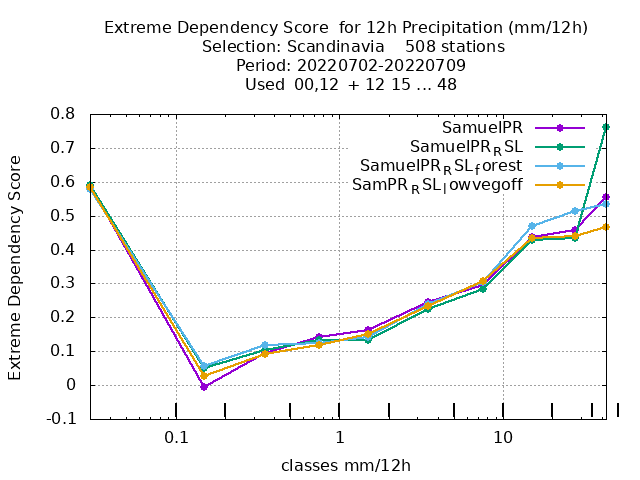 Extreme Dependency Score  for 12h Precipitation (mm/12h)
Selection: Scandinavia    508 stations
Period: 20220702-20220709
Used  00,12  + 12 15 ... 48
SamuelPR
SamuelPR_RSL
SamuelPR_RSL_forest
SamPR_RSL_lowvegoff
Extreme Dependency Score
0.8
0.7
0.6
0.5
0.4
0.3
0.2
0.1
0
-0.1
0.1 1 10
classes mm/12h